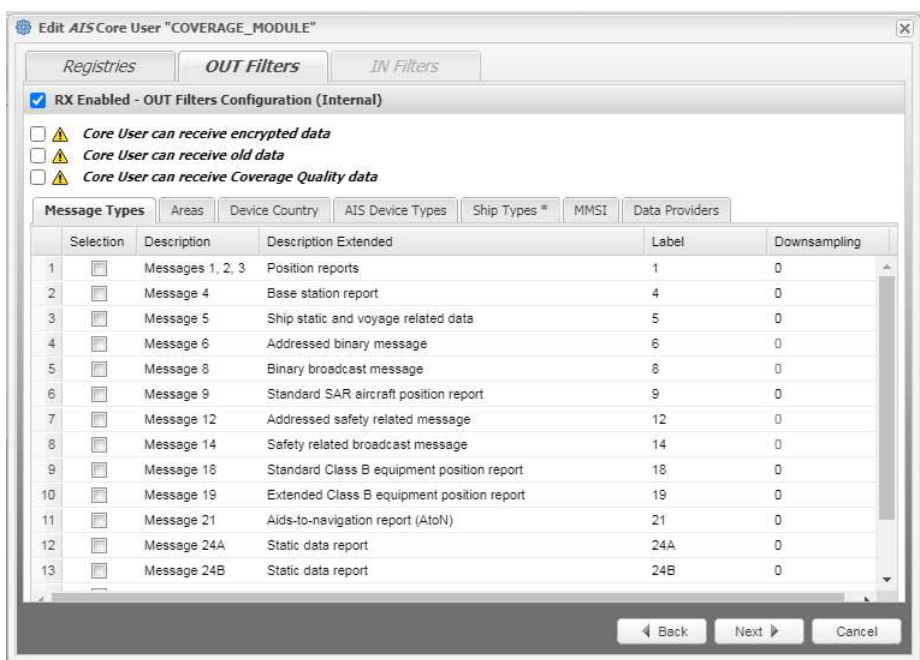 Edit AIS Core User "COVERAGE_MODULE"
Registries OUT Filters IN Filters
RX Enabled - OUT Filters Configuration (Internal)
Core User can receive encrypted data
Core User can receive old data
Core User can receive Coverage Quality data
Message Types Areas Device Country AIS Device Types Ship Types * MMSI Data Providers
Selection Description Description Extended Label Downsampling
1 Messages 1, 2, 3 Position reports 1 0
2 Message 4 Base station report 4 0
3 Message 5 Ship static and voyage related data 5 0
4 Message 6 Addressed binary message 6 0
5 Message 8 Binary broadcast message 8 0
6 Message 9 Standard SAR aircraft position report 9 0
7 Message 12 Addressed safety related message 12 0
8 Message 14 Safety related broadcast message 14 0
9 Message 18 Standard Class B equipment position report 18 0
10 Message 19 Extended Class B equipment position report 19 0
11 Message 21 Aids-to-navigation report (AtoN) 21 0
12 Message 24A Static data report 24A 0
13 Message 24B Static data report 24B 0
Back Next Cancel